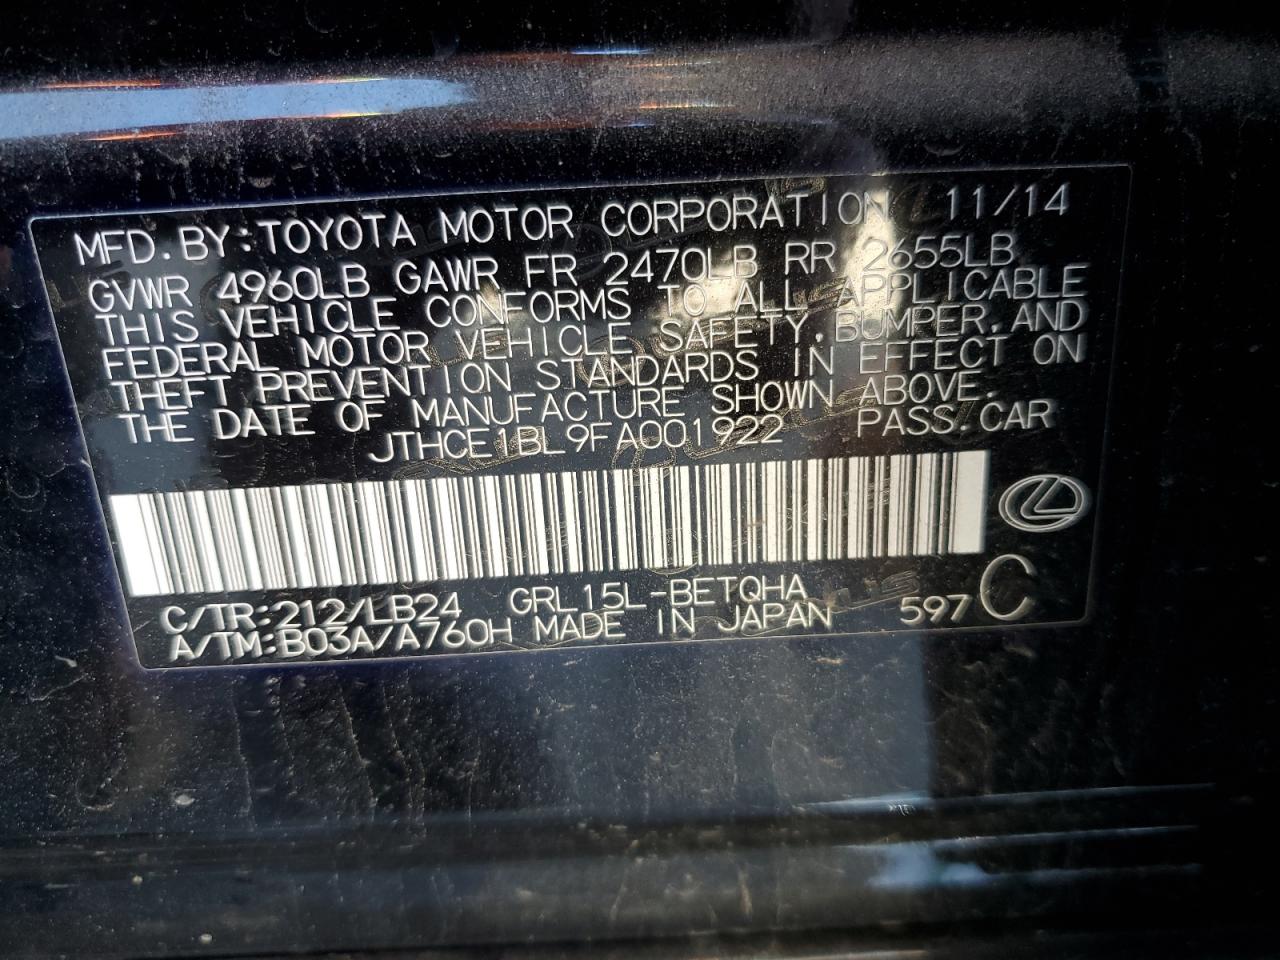 MFD. BY: TOYOTA MOTOR CORPORATION 11/14
GVWR 4960LB GAWR FR 2470LB RR 2655LB
THIS VEHICLE CONFORMS TO ALL APPLICABLE
FEDERAL MOTOR VEHICLE SAFETY, BUMPER, AND
THEFT PREVENTION STANDARDS IN EFFECT ON
THE DATE OF MANUFACTURE SHOWN ABOVE.
JTHCE1BL9FA001922 PASS. CAR
C/TR:212/LB24 GRL15L-BETQHA
A/TM:B03A/A760H MADE IN JAPAN 597 C